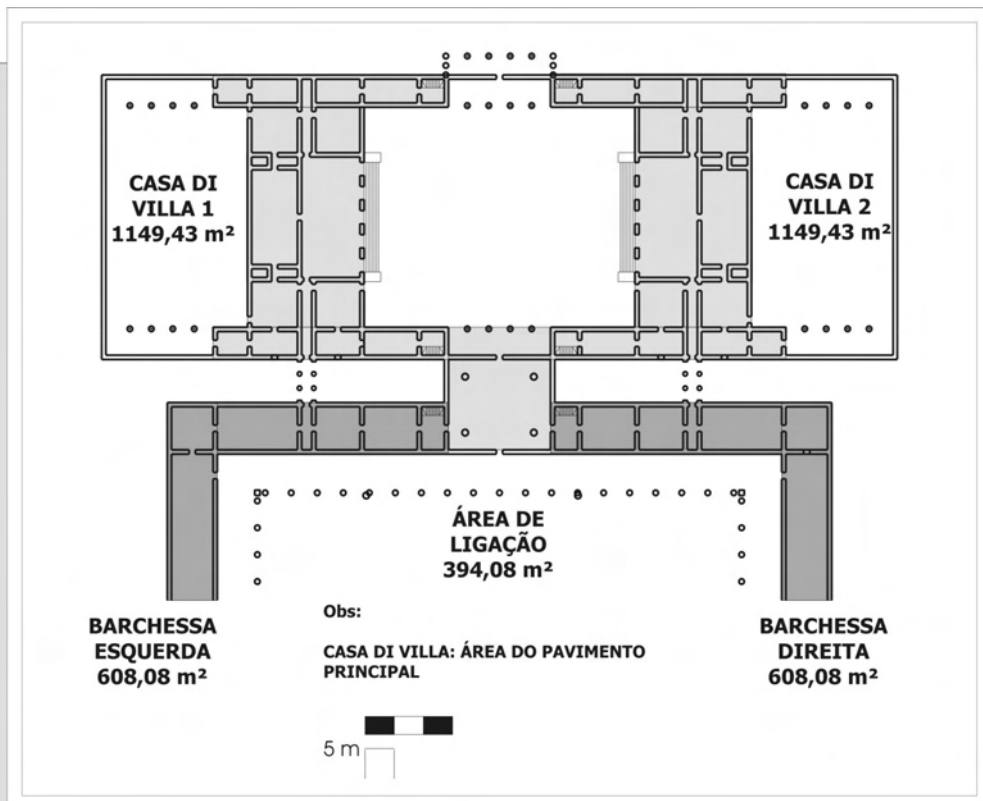 CASA DI
VILLA 1
1149,43 m²
CASA DI
VILLA 2
1149,43 m²
ÁREA DE
LIGAÇÃO
394,08 m²
BARCHESSA
ESQUERDA
608,08 m²
Obs:
CASA DI VILLA: ÁREA DO PAVIMENTO
PRINCIPAL
BARCHESSA
DIREITA
608,08 m²
5 m